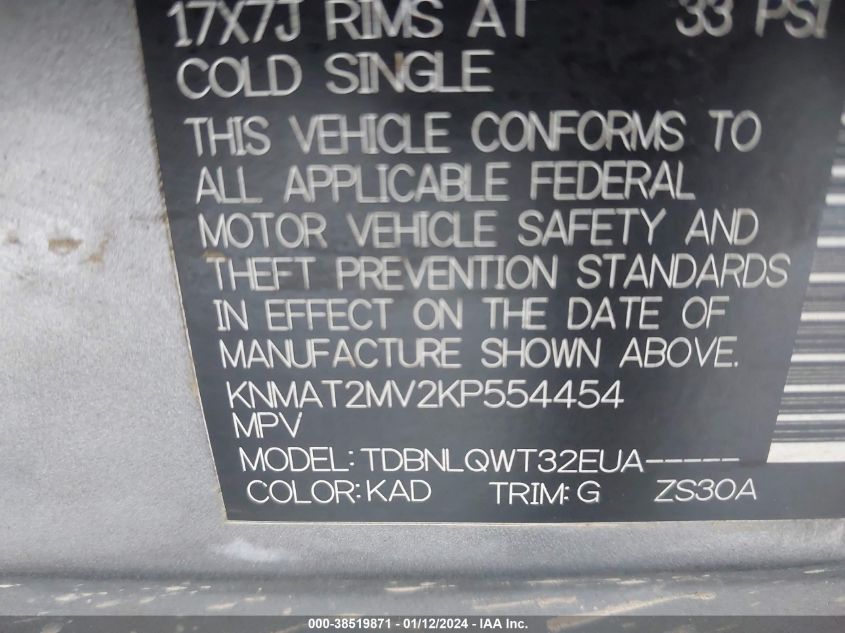 17X7J RIMS AT 33 PSI
COLD SINGLE
THIS VEHICLE CONFORMS TO
ALL APPLICABLE FEDERAL
MOTOR VEHICLE SAFETY AND
THEFT PREVENTION STANDARDS
IN EFFECT ON THE DATE OF
MANUFACTURE SHOWN ABOVE.
KNMAT2MV2KP554454
MPV
MODEL: TDBNLQWT32EUA-----
COLOR: KAD TRIM: G ZS30A
000-38519871 - 01/12/2024 - IAA Inc.